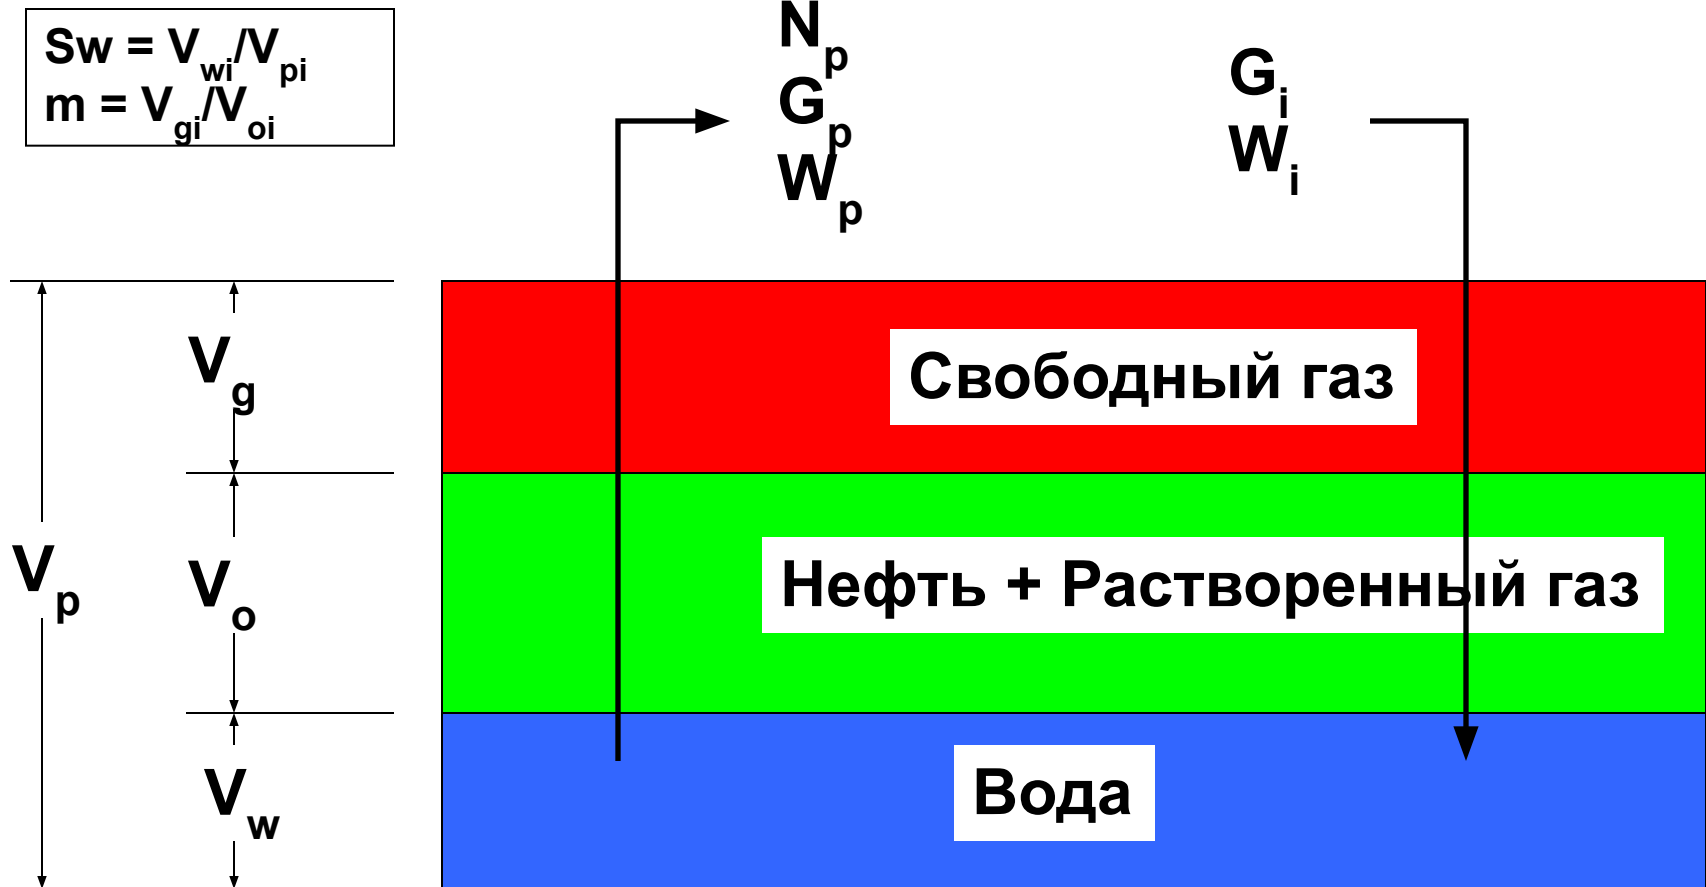 Sw = Vwi/Vpi
m = Vgi/Voi
Np
Gp
Wp
Gi
Wi
Vg
Свободный газ
Vp
Vo
Нефть + Растворенный газ
Vw
Вода